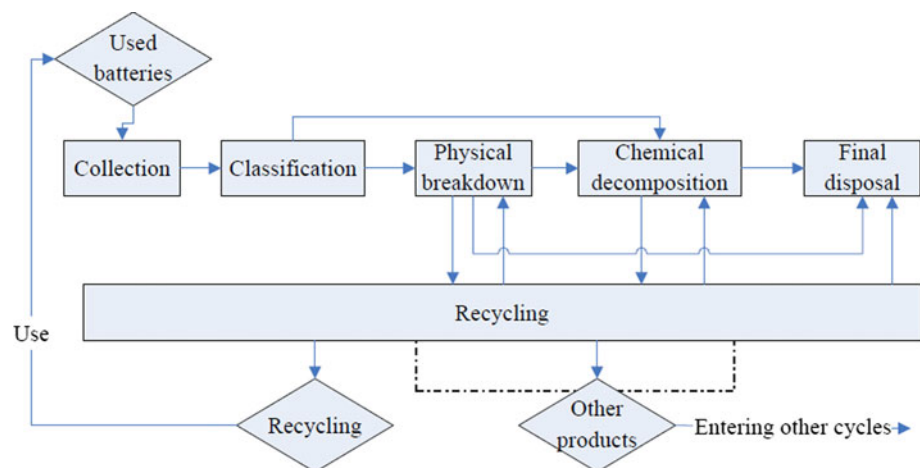 Used
batteries
Collection
Classification
Physical
breakdown
Chemical
decomposition
Final
disposal
Recycling
Use
Recycling
Other
products
Entering other cycles